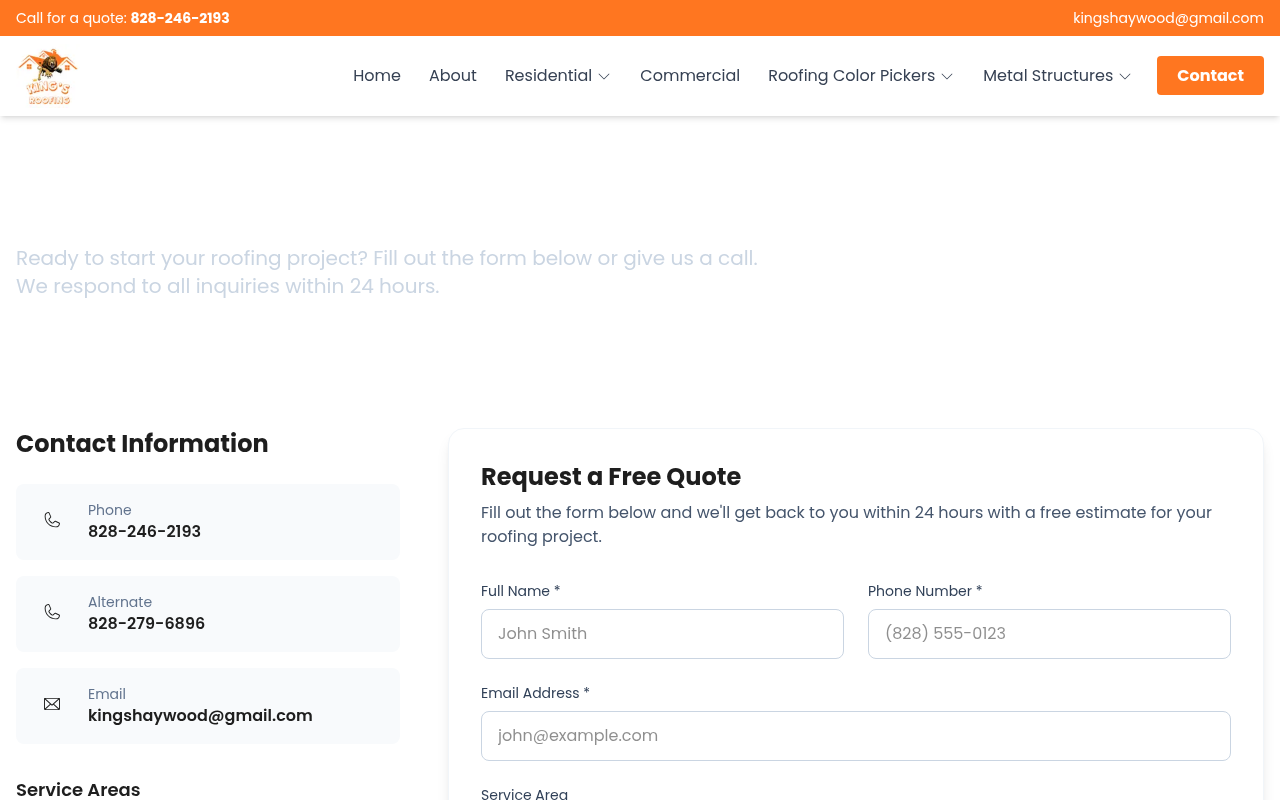 Call for a quote: 828-246-2193
kingshaywood@gmail.com
KING'S
ROOFING
Home
About
Residential
Commercial
Roofing Color Pickers
Metal Structures
Contact
Ready to start your roofing project? Fill out the form below or give us a call.
We respond to all inquiries within 24 hours.
Contact Information
Phone
828-246-2193
Alternate
828-279-6896
Email
kingshaywood@gmail.com
Service Areas
Request a Free Quote
Fill out the form below and we'll get back to you within 24 hours with a free estimate for your
roofing project.
Full Name *
Phone Number *
John Smith
(828) 555-0123
Email Address *
john@example.com
Service Area